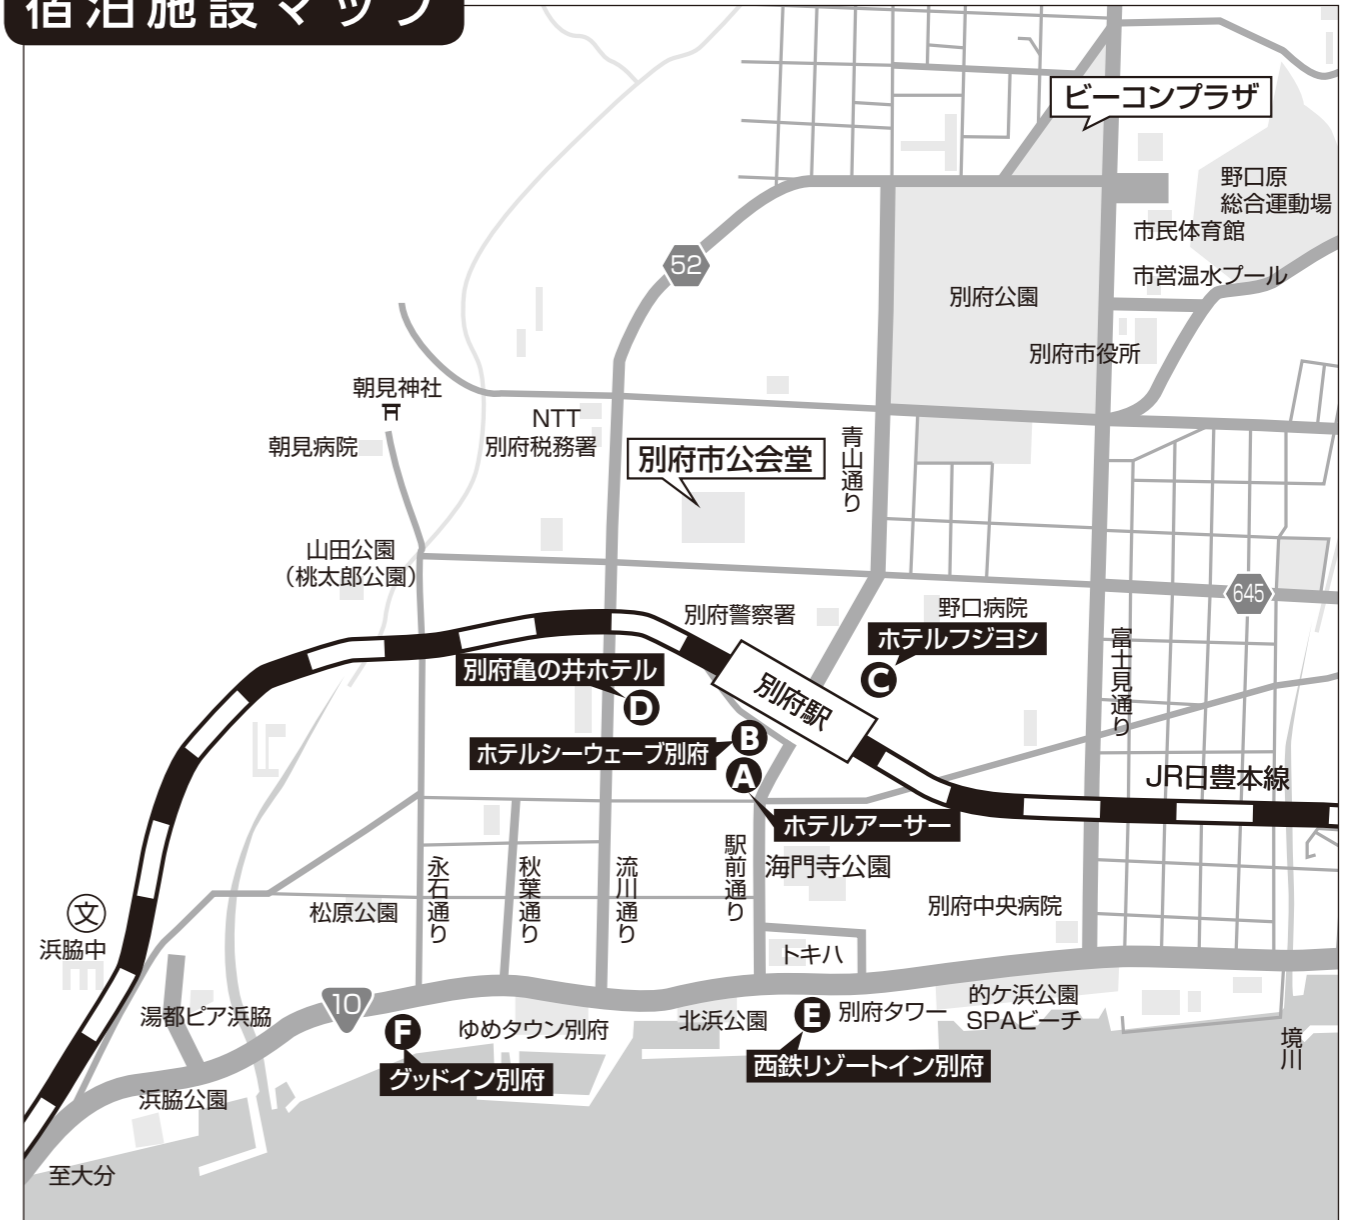 宿泊施設マップ
ビーコンプラザ
野口原
総合運動場
市民体育館
52
市営温水プール
別府公園
別府市役所
朝見神社
NTT
別府税務署
朝見病院
別府市公会堂
青山通り
山田公園
(桃太郎公園)
645
野口病院
別府警察署
ホテルフジヨシ
C
富士見通り
別府亀の井ホテル
D
別府駅
B
ホテルシーウェーブ別府
A
JR日豊本線
ホテルアーサー
駅前通り
海門寺公園
永石通り
秋葉通り
流川通り
別府中央病院
松原公園
文
浜脇中
トキハ
10
湯都ピア浜脇
F
ゆめタウン別府
北浜公園
E
別府タワー
的ケ浜公園
SPAビーチ
境川
西鉄リゾートイン別府
グッドイン別府
浜脇公園
至大分